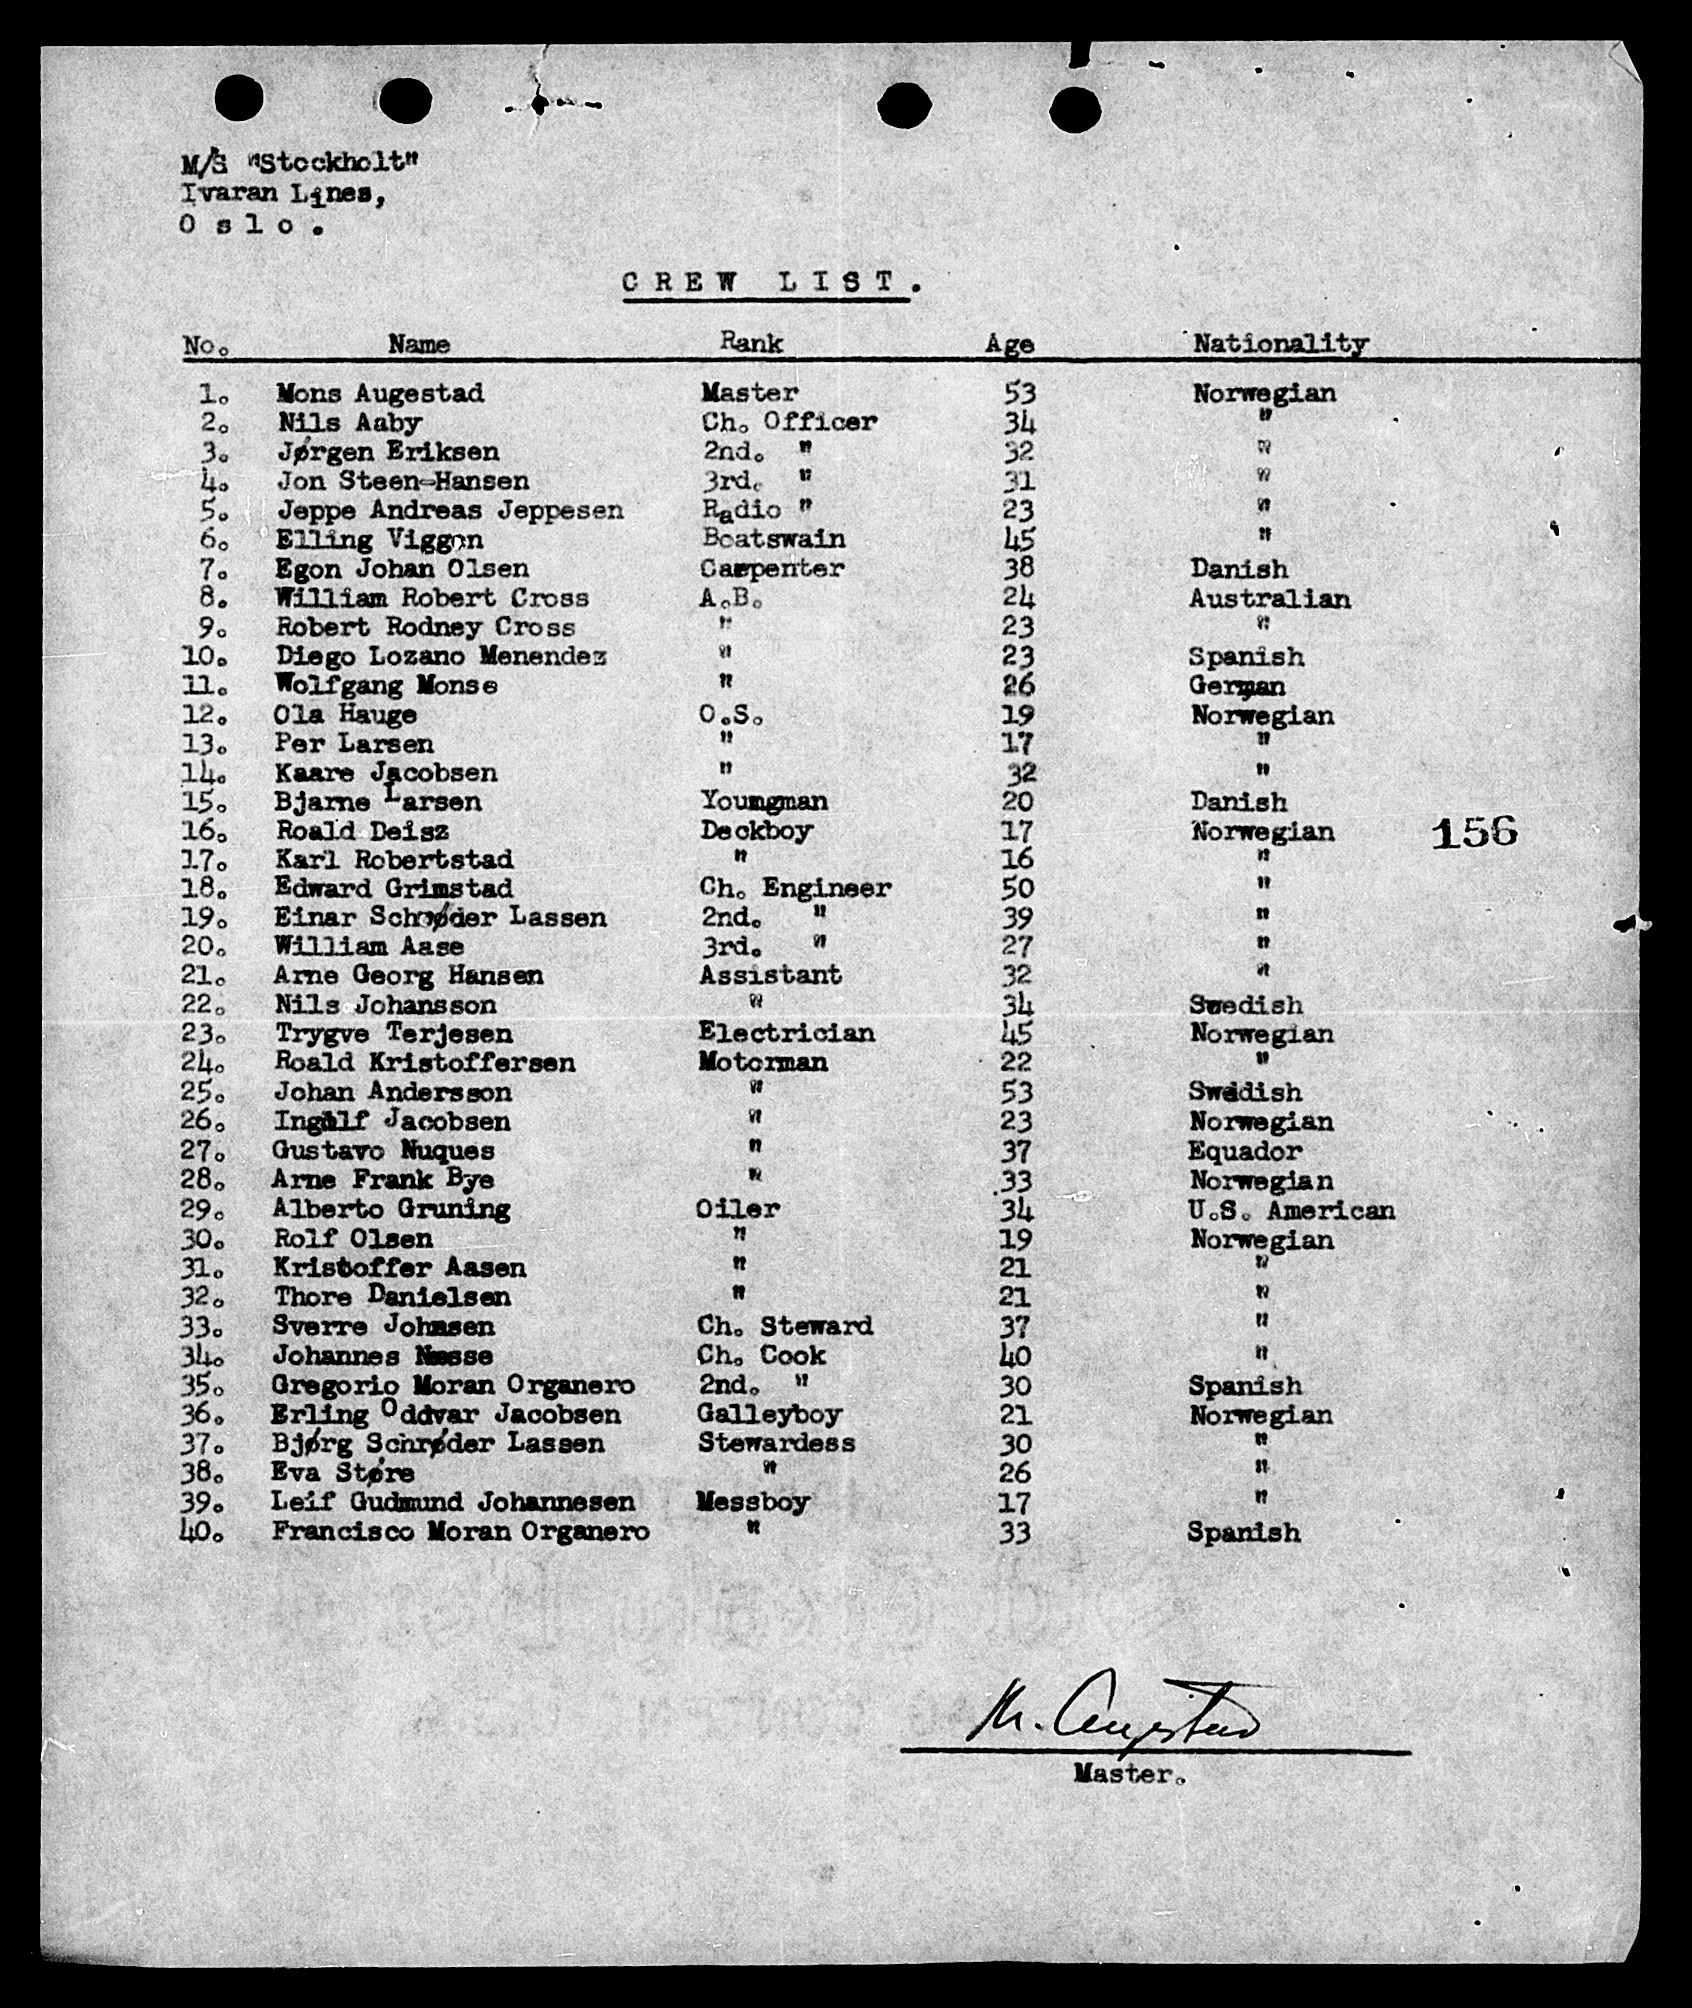 M/S "Stockholt"
Ivaran Lines,
O s l o .
C R E W   L I S T .
No. Name Rank Age Nationality
1. Mons Augestad Master 53 Norwegian
2. Nils Aaby Ch. Officer 34 "
3. Jørgen Eriksen 2nd. " 32 "
4. Jon Steen-Hansen 3rd. " 31 "
5. Jeppe Andreas Jeppesen Radio " 23 "
6. Elling Viggen Boatswain 45 "
7. Egon Johan Olsen Carpenter 38 Danish
8. William Robert Cross A.B. 24 Australian
9. Robert Rodney Cross " 23 "
10. Diego Lozano Menendez " 23 Spanish
11. Wolfgang Monse " 26 German
12. Ola Hauge O.S. 19 Norwegian
13. Per Larsen " 17 "
14. Kaare Jacobsen " 32 "
15. Bjarne Larsen Youngman 20 Danish
16. Roald Deisz Deckboy 17 Norwegian 156
17. Karl Robertstad " 16 "
18. Edward Grimstad Ch. Engineer 50 "
19. Einar Schrøder Lassen 2nd. " 39 "
20. William Aase 3rd. " 27 "
21. Arne Georg Hansen Assistant 32 "
22. Nils Johansson " 34 Swedish
23. Trygve Terjesen Electrician 45 Norwegian
24. Roald Kristoffersen Motorman 22 "
25. Johan Andersson " 53 Swedish
26. Ingolf Jacobsen " 23 Norwegian
27. Gustavo Nuques " 37 Equador
28. Arne Frank Bye " 33 Norwegian
29. Alberto Gruning Oiler 34 U.S. American
30. Rolf Olsen " 19 Norwegian
31. Kristoffer Aasen " 21 "
32. Thore Danielsen " 21 "
33. Sverre Johnsen Ch. Steward 37 "
34. Johannes Nesse Ch. Cook 40 "
35. Gregorio Moran Organero 2nd. " 30 Spanish
36. Erling Oddvar Jacobsen Galleyboy 21 Norwegian
37. Bjørg Schrøder Lassen Stewardess 30 "
38. Eva Støre " 26 "
39. Leif Gudmund Johannesen Messboy 17 "
40. Francisco Moran Organero " 33 Spanish
M. Augestad
Master.